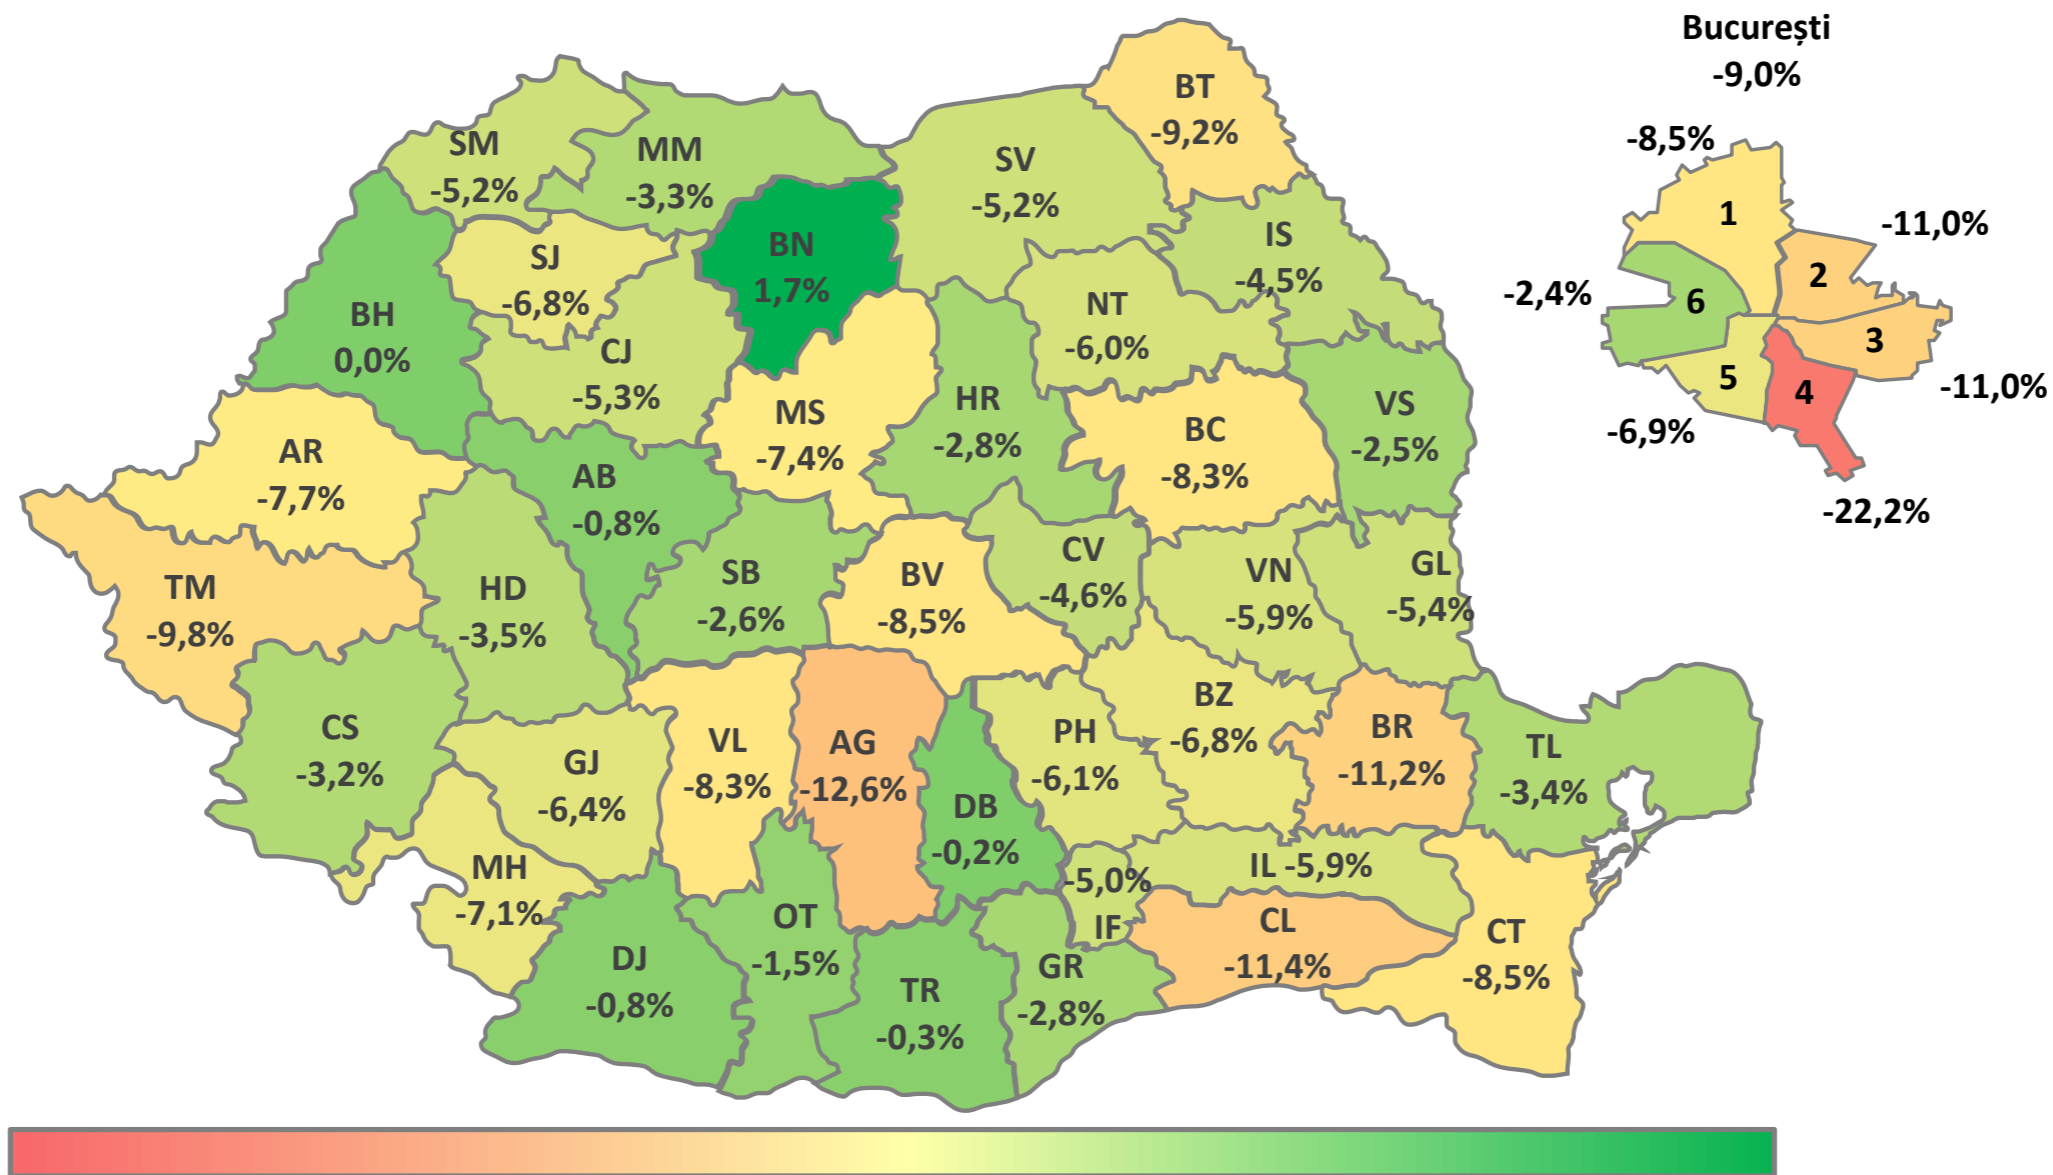 București
-9,0%
-8,5%
1
-11,0%
2
-2,4%
6
3
-11,0%
5
-6,9%
4
-22,2%
BT
-9,2%
SM
-5,2%
MM
-3,3%
SV
-5,2%
BN
1,7%
IS
-4,5%
SJ
-6,8%
BH
0,0%
NT
-6,0%
CJ
-5,3%
MS
-7,4%
HR
-2,8%
BC
-8,3%
VS
-2,5%
AR
-7,7%
AB
-0,8%
TM
-9,8%
HD
-3,5%
SB
-2,6%
BV
-8,5%
CV
-4,6%
VN
-5,9%
GL
-5,4%
CS
-3,2%
GJ
-6,4%
VL
-8,3%
AG
-12,6%
PH
-6,1%
BZ
-6,8%
BR
-11,2%
TL
-3,4%
DB
-0,2%
MH
-7,1%
-5,0%
IF
IL -5,9%
OT
-1,5%
CL
-11,4%
CT
-8,5%
DJ
-0,8%
TR
-0,3%
GR
-2,8%